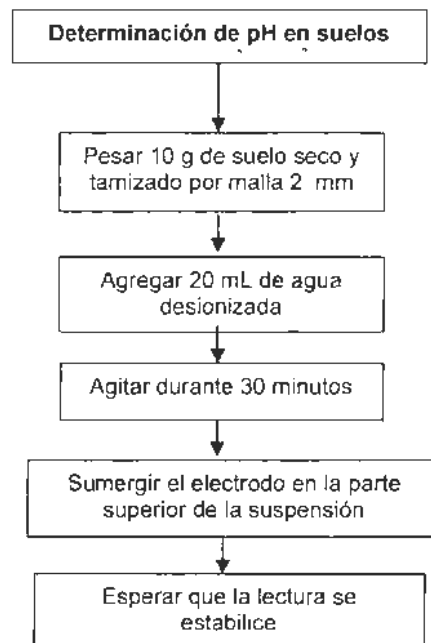 Determinación de pH en suelos
Pesar 10 g de suelo seco y
tamizado por malla 2 mm
Agregar 20 mL de agua
desionizada
Agitar durante 30 minutos
Sumergir el electrodo en la parte
superior de la suspensión
Esperar que la lectura se
estabilice